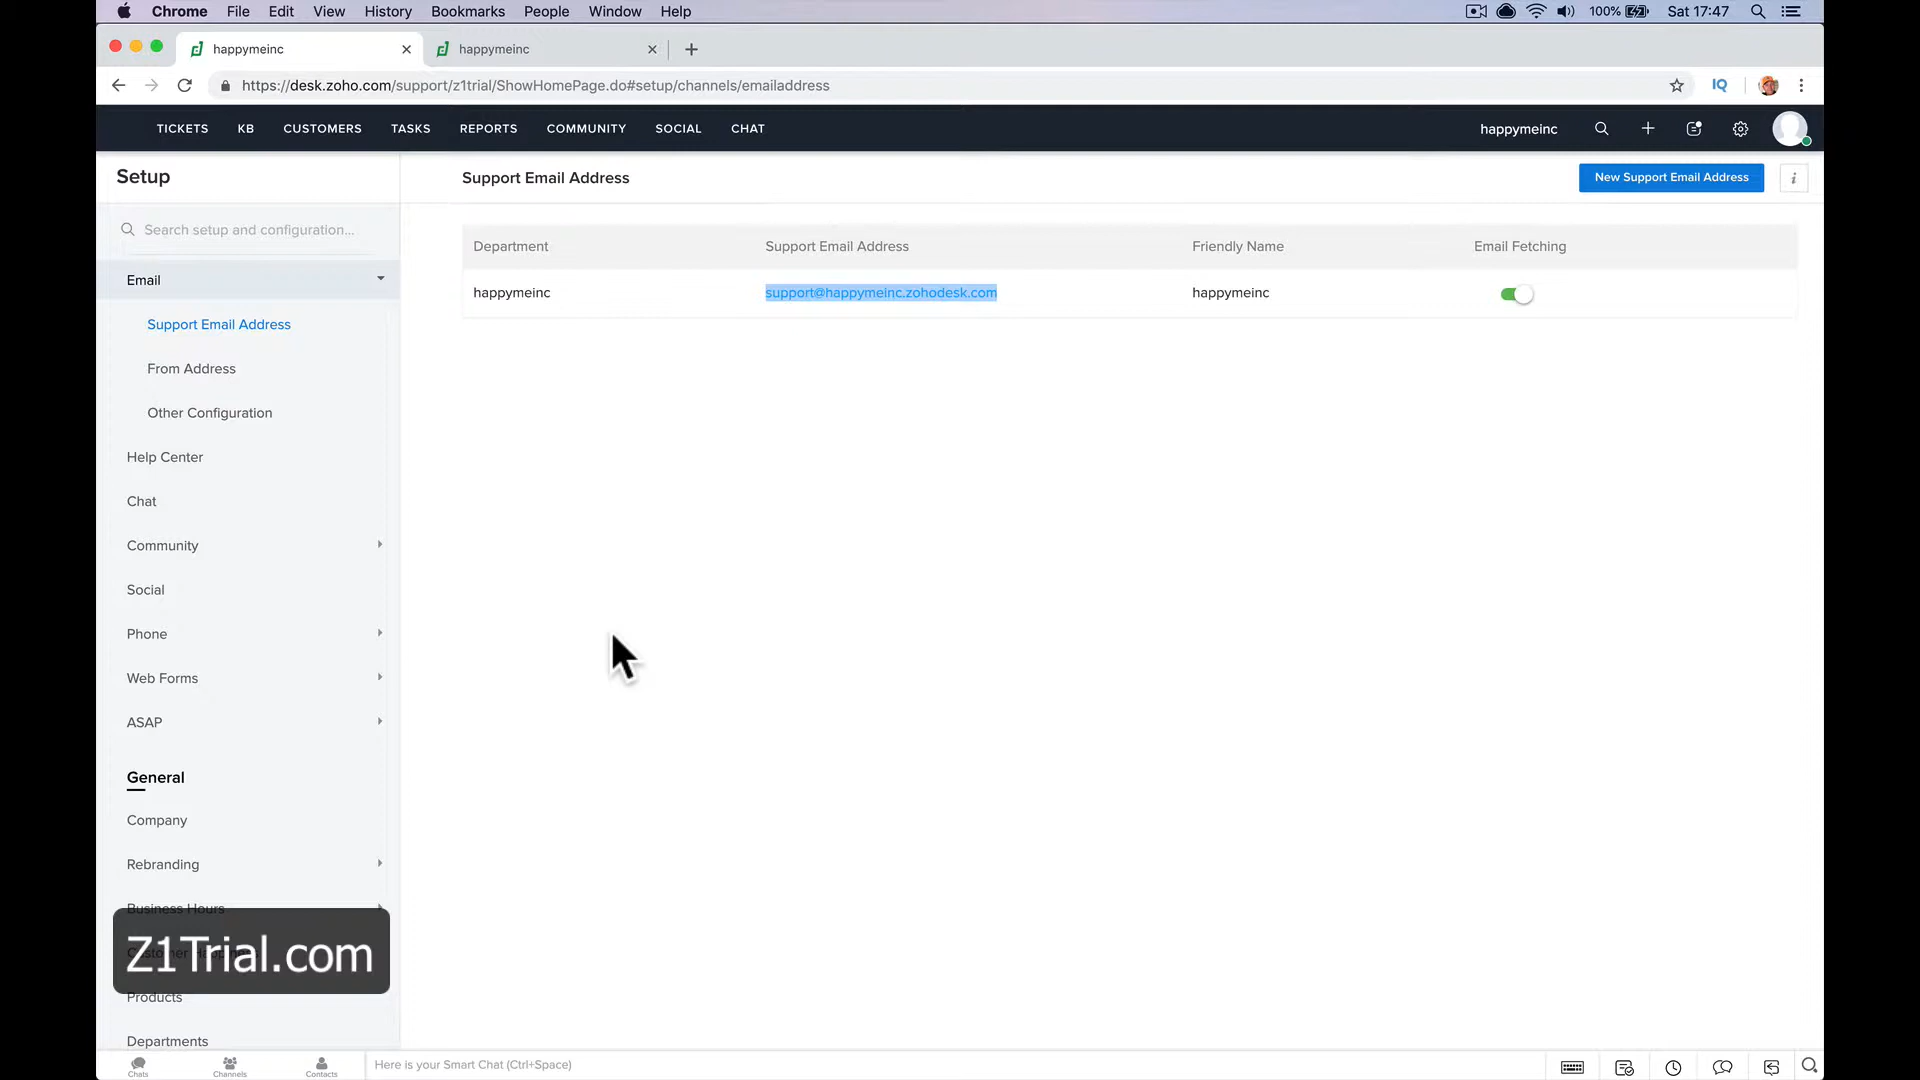 Chrome File Edit View History Bookmarks People Window Help 100% Sat 17:47
happymeinc happymeinc
https://desk.zoho.com/support/z1trial/ShowHomePage.do#setup/channels/emailaddress IQ
TICKETS KB CUSTOMERS TASKS REPORTS COMMUNITY SOCIAL CHAT happymeinc
Setup
Support Email Address
New Support Email Address i
Search setup and configuration...
Department Support Email Address Friendly Name Email Fetching
happymeinc support@happymeinc.zohodesk.com happymeinc
Email
Support Email Address
From Address
Other Configuration
Help Center
Chat
Community
Social
Phone
Web Forms
ASAP
General
Company
Rebranding
Business Hours
Z1Trial.com
Products
Departments
Chats Channels Contacts Here is your Smart Chat (Ctrl+Space)